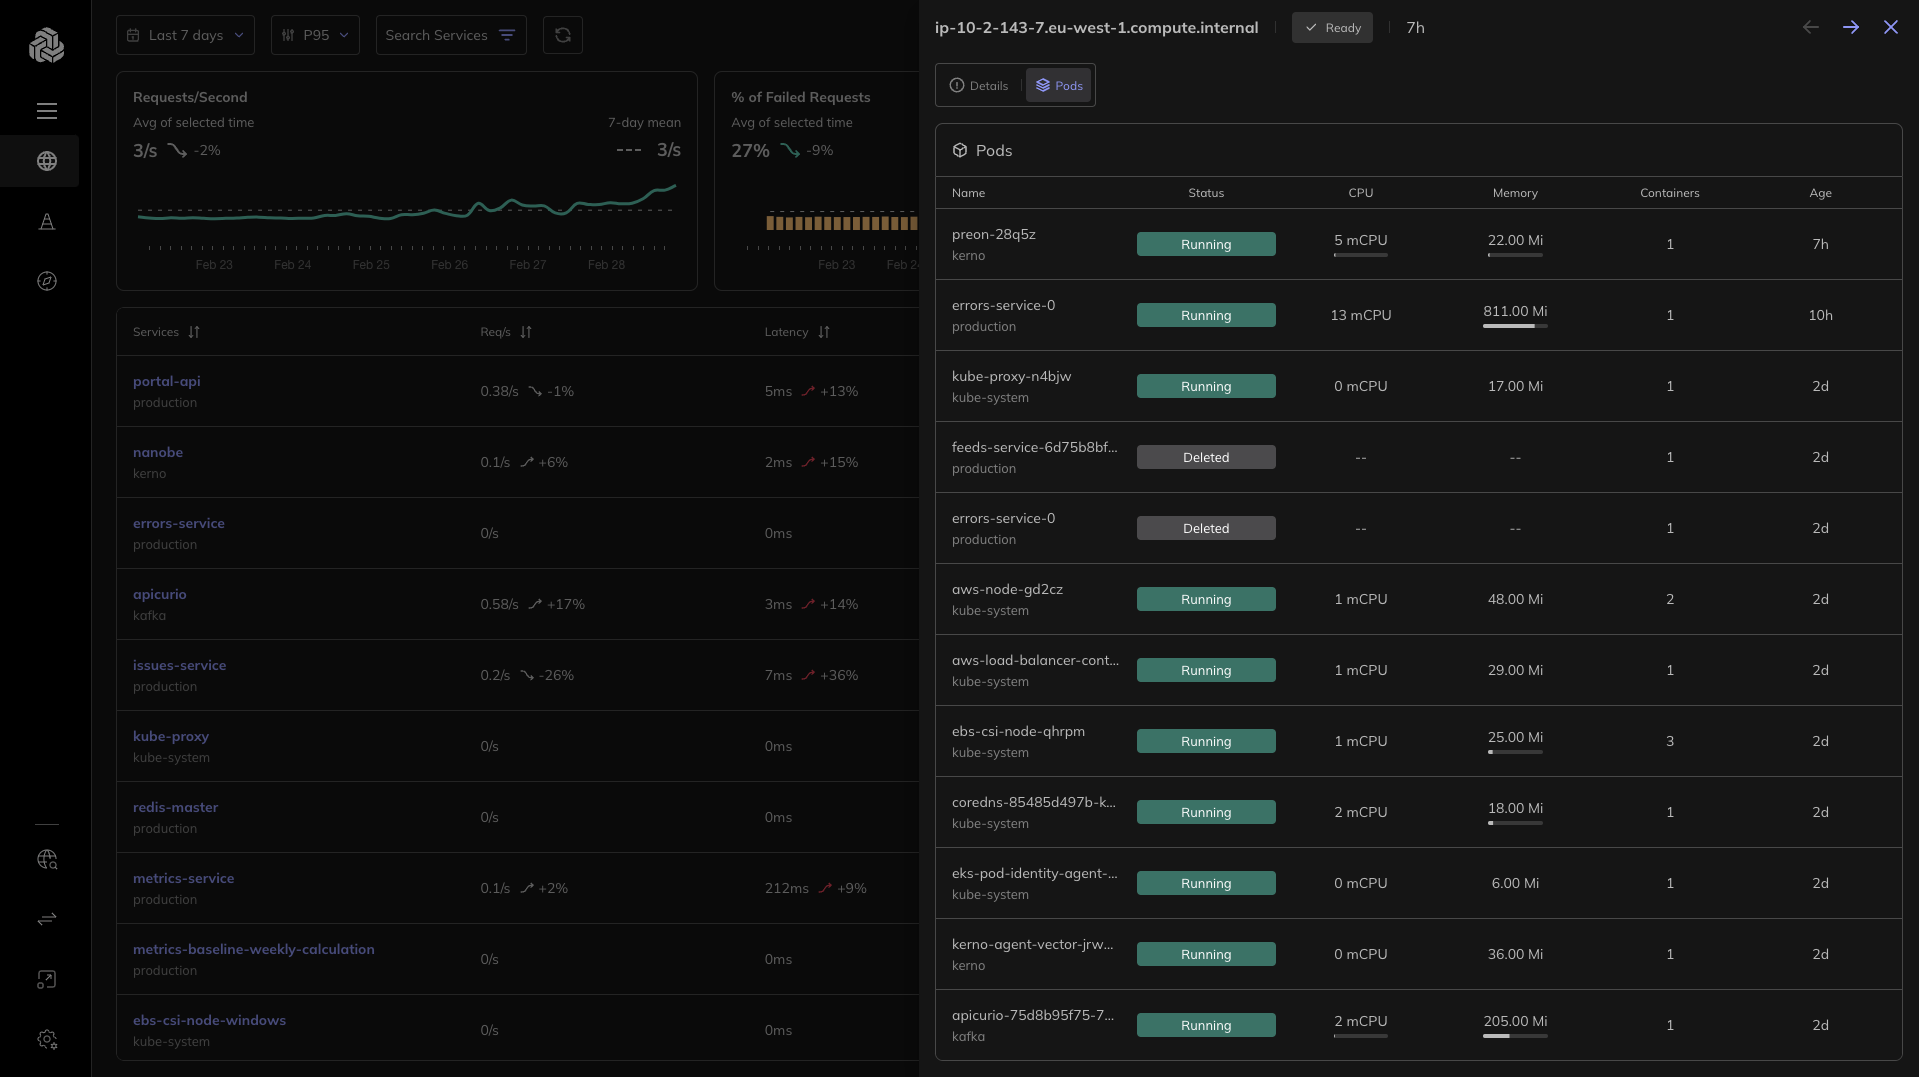 Last 7 days
P95
Search Services
Requests/Second
Avg of selected time
7-day mean
3/s
-2%
3/s
Feb 23
Feb 24
Feb 25
Feb 26
Feb 27
Feb 28
% of Failed Requests
Avg of selected time
27%
-9%
Feb 23
Feb 24
Services
Req/s
Latency
portal-api
production
0.38/s
-1%
5ms
+13%
nanobe
kerno
0.1/s
+6%
2ms
+15%
errors-service
production
0/s
0ms
apicurio
kafka
0.58/s
+17%
3ms
+14%
issues-service
production
0.2/s
-26%
7ms
+36%
kube-proxy
kube-system
0/s
0ms
redis-master
production
0/s
0ms
metrics-service
production
0.1/s
+2%
212ms
+9%
metrics-baseline-weekly-calculation
production
0/s
0ms
ebs-csi-node-windows
kube-system
0/s
0ms
ip-10-2-143-7.eu-west-1.compute.internal
Ready
7h
Details
Pods
Pods
Name
Status
CPU
Memory
Containers
Age
preon-28q5z
kerno
Running
5 mCPU
22.00 Mi
1
7h
errors-service-0
production
Running
13 mCPU
811.00 Mi
1
10h
kube-proxy-n4bjw
kube-system
Running
0 mCPU
17.00 Mi
1
2d
feeds-service-6d75b8bf...
production
Deleted
--
--
1
2d
errors-service-0
production
Deleted
--
--
1
2d
aws-node-gd2cz
kube-system
Running
1 mCPU
48.00 Mi
2
2d
aws-load-balancer-cont...
kube-system
Running
1 mCPU
29.00 Mi
1
2d
ebs-csi-node-qhrpm
kube-system
Running
1 mCPU
25.00 Mi
3
2d
coredns-85485d497b-k...
kube-system
Running
2 mCPU
18.00 Mi
1
2d
eks-pod-identity-agent-...
kube-system
Running
0 mCPU
6.00 Mi
1
2d
kerno-agent-vector-jrw...
kerno
Running
0 mCPU
36.00 Mi
1
2d
apicurio-75d8b95f75-7...
kafka
Running
2 mCPU
205.00 Mi
1
2d